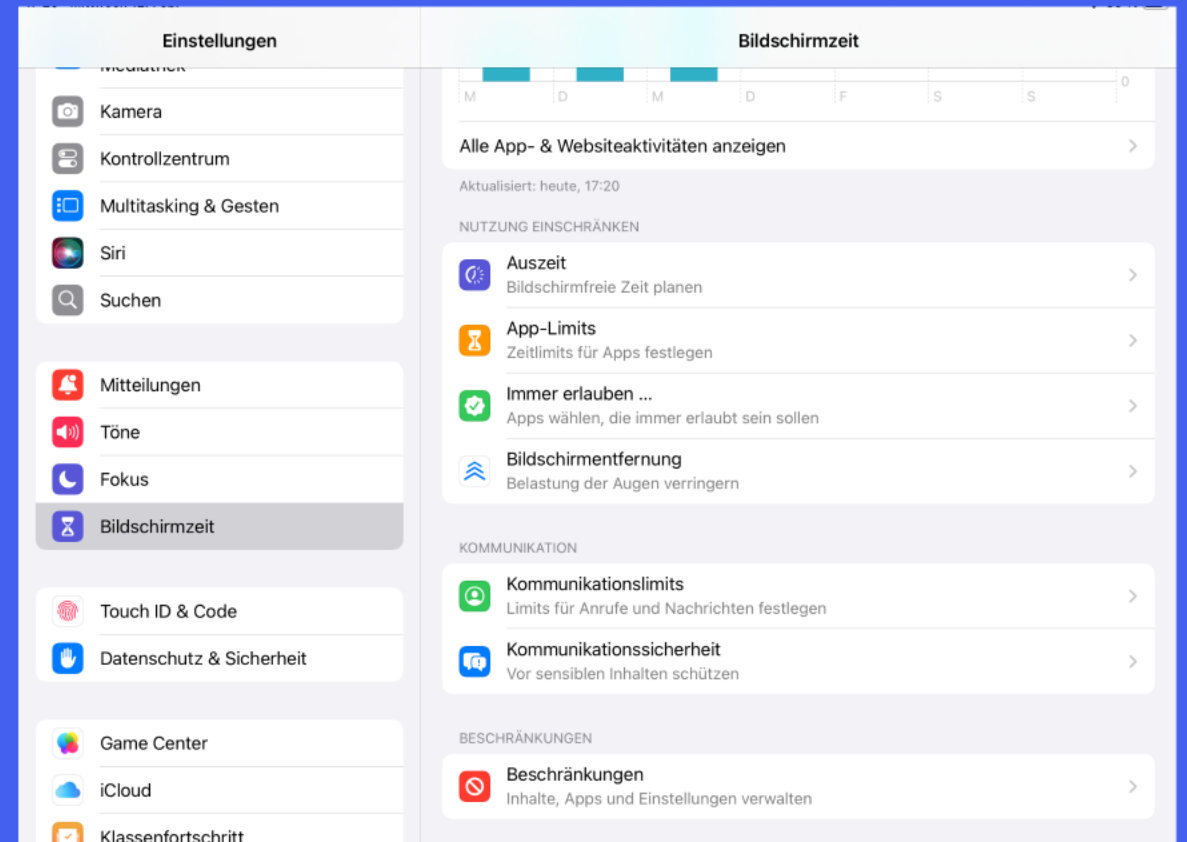 Einstellungen
Mediathek
Kamera
Kontrollzentrum
Multitasking & Gesten
Siri
Suchen
Mitteilungen
Töne
Fokus
Bildschirmzeit
Touch ID & Code
Datenschutz & Sicherheit
Game Center
iCloud
Klassenfortschritt
Bildschirmzeit
0
M D M D F S S
Alle App- & Websiteaktivitäten anzeigen
Aktualisiert: heute, 17:20
NUTZUNG EINSCHRÄNKEN
Auszeit
Bildschirmfreie Zeit planen
App-Limits
Zeitlimits für Apps festlegen
Immer erlauben ...
Apps wählen, die immer erlaubt sein sollen
Bildschirmentfernung
Belastung der Augen verringern
KOMMUNIKATION
Kommunikationslimits
Limits für Anrufe und Nachrichten festlegen
Kommunikationssicherheit
Vor sensiblen Inhalten schützen
BESCHRÄNKUNGEN
Beschränkungen
Inhalte, Apps und Einstellungen verwalten